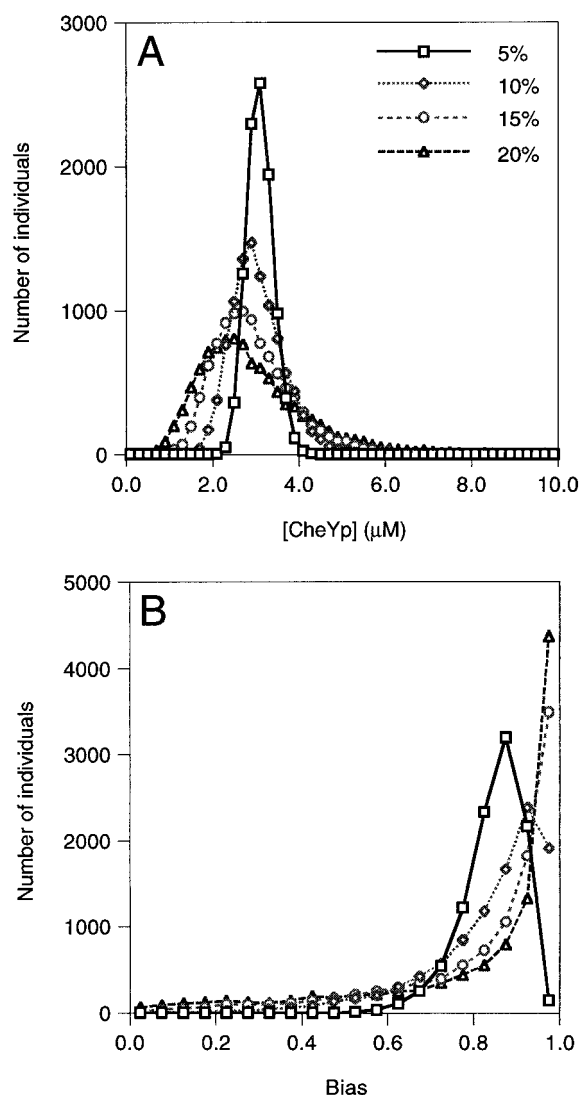 A
5%
10%
15%
20%
Number of individuals
3000
2000
1000
0
0.0 2.0 4.0 6.0 8.0 10.0
[CheYp] (μM)
B
Number of individuals
5000
4000
3000
2000
1000
0
0.0 0.2 0.4 0.6 0.8 1.0
Bias